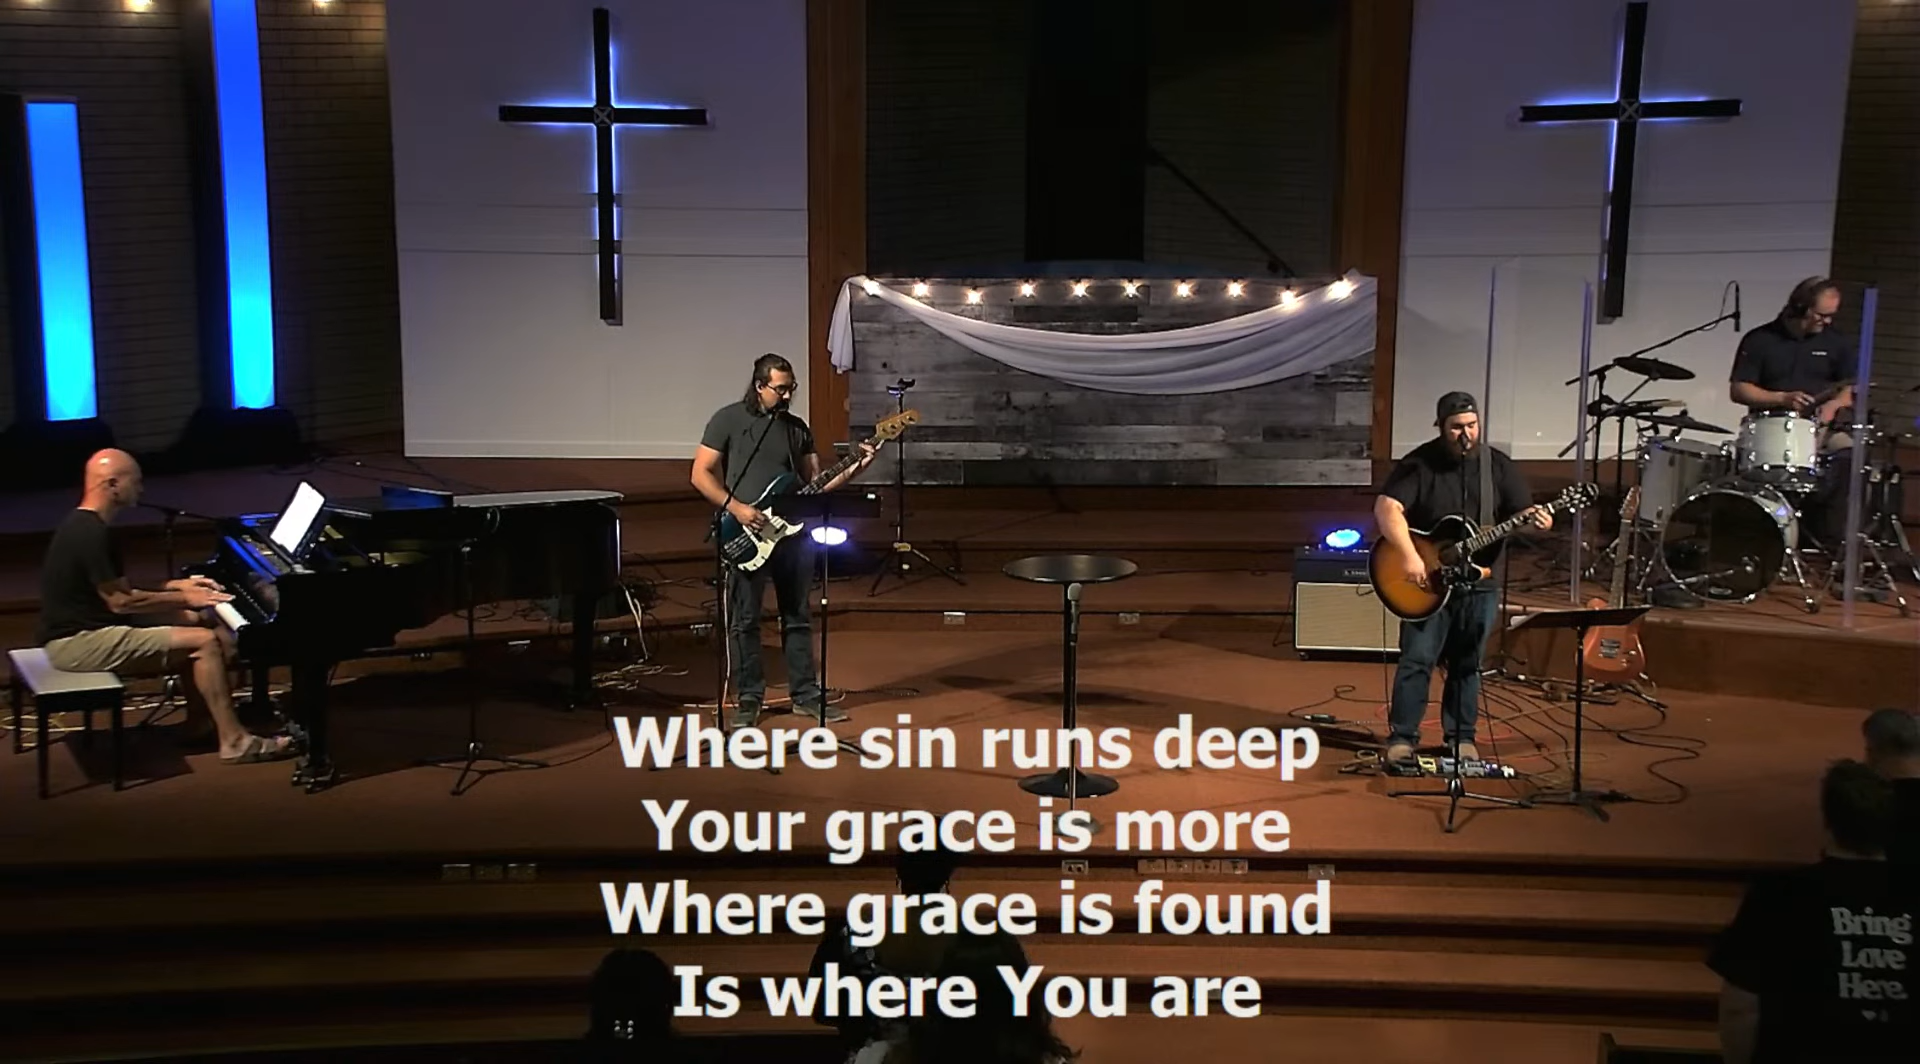 Where sin runs deep
Your grace is more
Where grace is found
Is where You are
Bring
Love
Here.